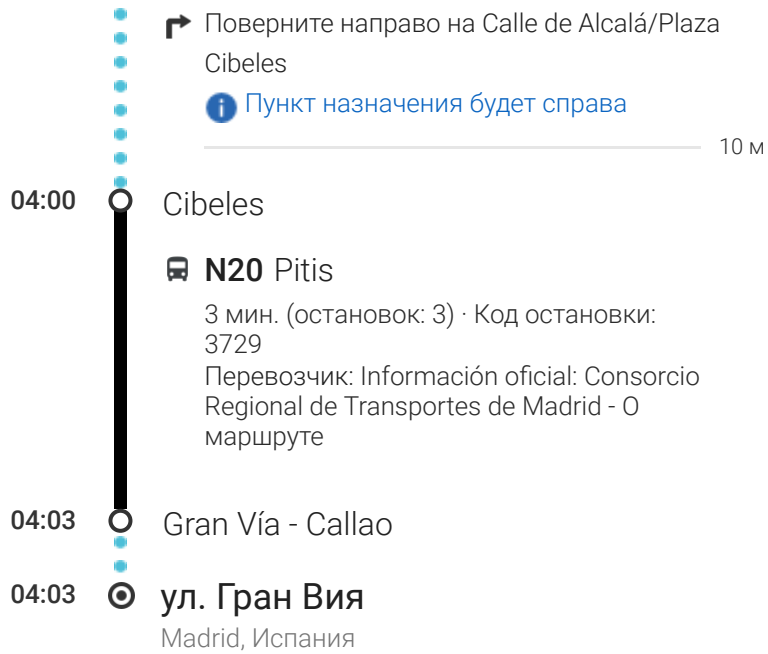 Поверните направо на Calle de Alcalá/Plaza
Cibeles
Пункт назначения будет справа
10 м
04:00 Cibeles
N20 Pitis
3 мин. (остановок: 3) · Код остановки:
3729
Перевозчик: Información oficial: Consorcio
Regional de Transportes de Madrid - О
маршруте
04:03 Gran Vía - Callao
04:03 ул. Гран Вия
Madrid, Испания